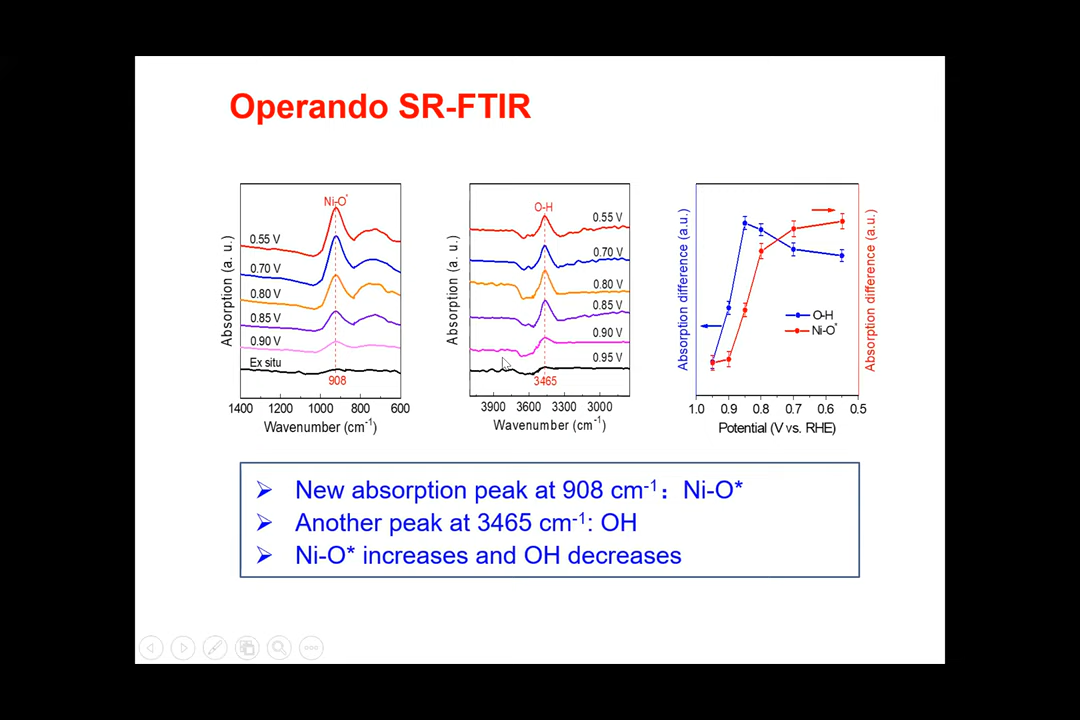 Operando SR-FTIR
Absorption (a. u.)
Ni-O*
0.55 V
0.70 V
0.80 V
0.85 V
0.90 V
Ex situ
908
1400 1200 1000 800 600
Wavenumber (cm-1)
Absorption (a. u.)
O-H
0.55 V
0.70 V
0.80 V
0.85 V
0.90 V
0.95 V
3465
3900 3600 3300 3000
Wavenumber (cm-1)
Absorption difference (a.u.)
O-H
Ni-O*
1.0 0.9 0.8 0.7 0.6 0.5
Potential (V vs. RHE)
Absorption difference (a.u.)
➢ New absorption peak at 908 cm-1：Ni-O*
➢ Another peak at 3465 cm-1: OH
➢ Ni-O* increases and OH decreases